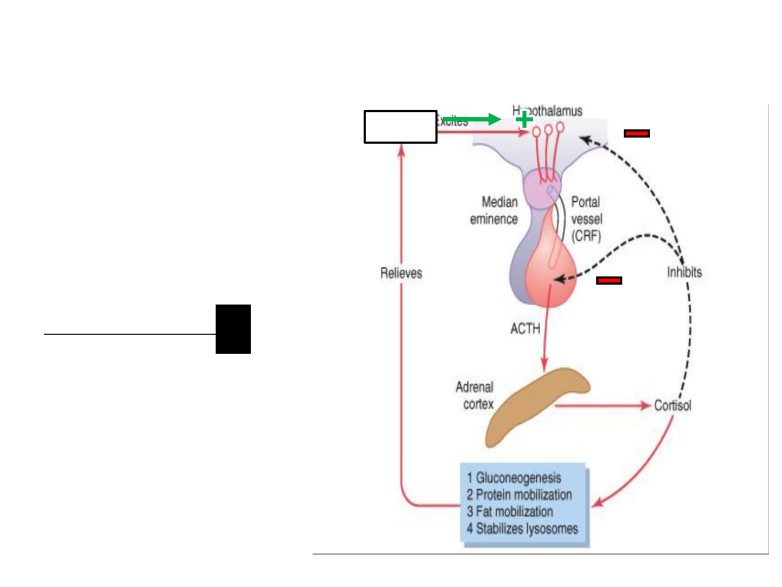 Hypothalamus
Excites
Median
eminence
Portal
vessel
(CRF)
Relieves
Inhibits
ACTH
Adrenal
cortex
Cortisol
1 Gluconeogenesis
2 Protein mobilization
3 Fat mobilization
4 Stabilizes lysosomes